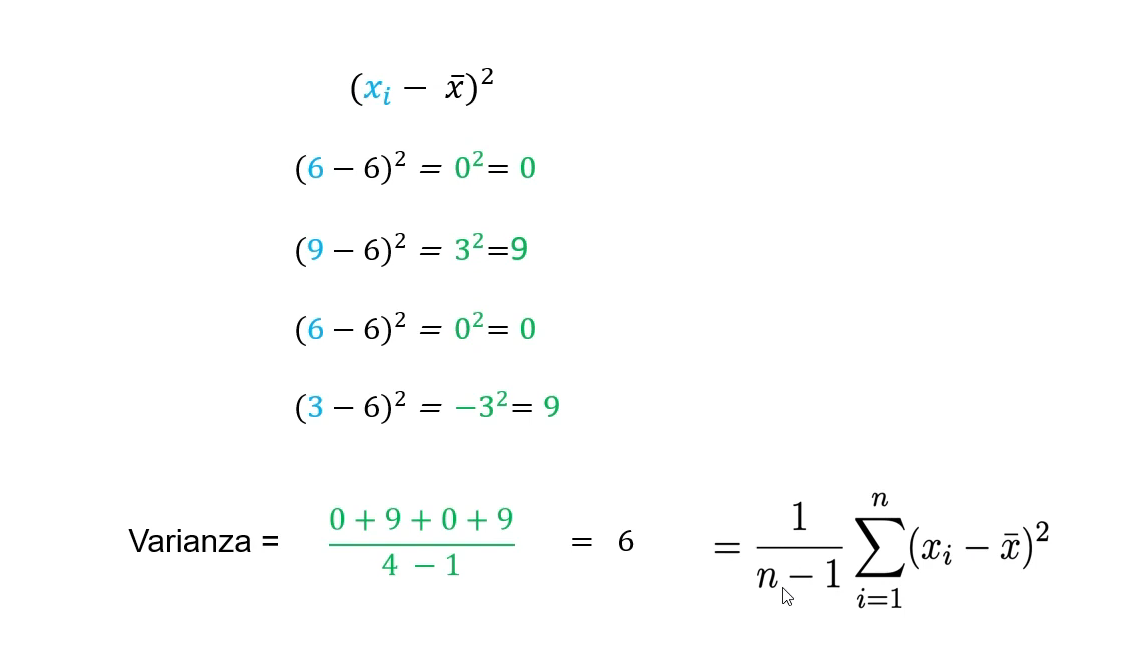 (xᵢ − x̄)²
(6 − 6)² = 0²= 0
(9 − 6)² = 3²=9
(6 − 6)² = 0²= 0
(3 − 6)² = −3²= 9
Varianza = (0 + 9 + 0 + 9)/(4 − 1) = 6 = 1/(n − 1) ∑ᵢ₌₁ⁿ (xᵢ − x̄)²